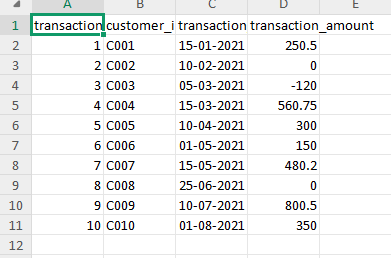 A B C D E
1 transaction customer_i transaction transaction_amount
2 1 C001 15-01-2021 250.5
3 2 C002 10-02-2021 0
4 3 C003 05-03-2021 -120
5 4 C004 15-03-2021 560.75
6 5 C005 10-04-2021 300
7 6 C006 01-05-2021 150
8 7 C007 15-05-2021 480.2
9 8 C008 25-06-2021 0
10 9 C009 10-07-2021 800.5
11 10 C010 01-08-2021 350
12